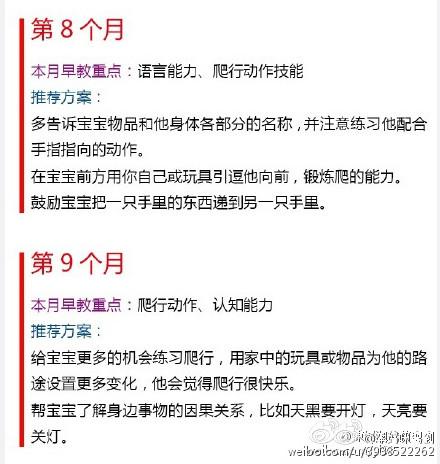 第8个月
本月早教重点：语言能力、爬行动作技能
推荐方案：
多告诉宝宝物品和他身体各部分的名称，并注意练习他配合
手指指向的动作。
在宝宝前方用你自己或玩具引逗他向前，锻炼爬的能力。
鼓励宝宝把一只手里的东西递到另一只手里。
第9个月
本月早教重点：爬行动作、认知能力
推荐方案：
给宝宝更多的机会练习爬行，用家中的玩具或物品为他的路
途设置更多变化，他会觉得爬行很快乐。
帮宝宝了解身边事物的因果关系，比如天黑要开灯，天亮要
关灯。